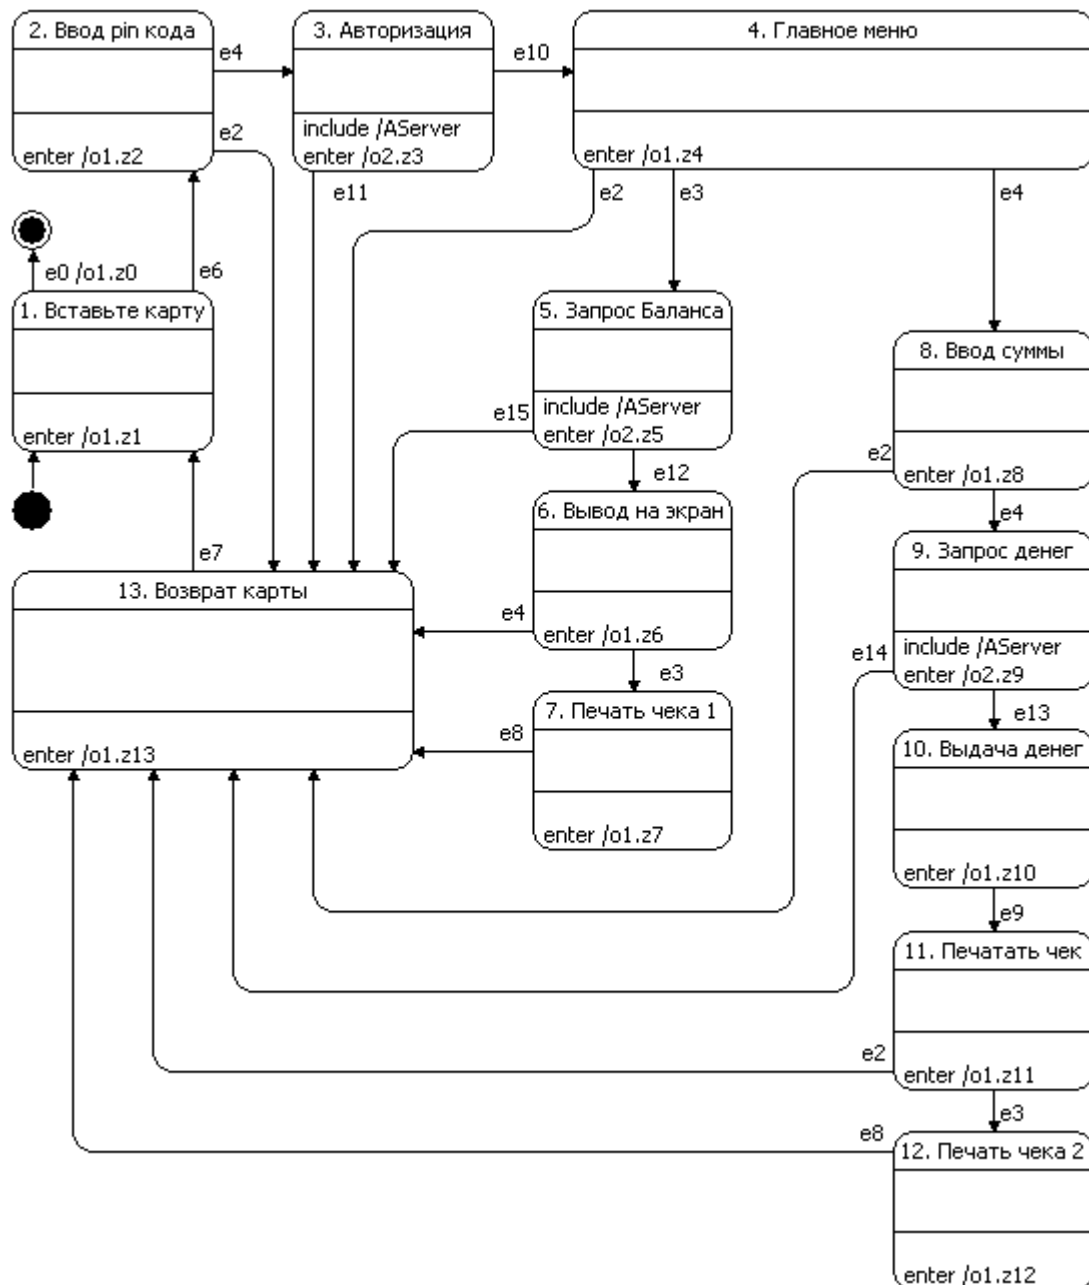 2. Ввод pin кода
enter /o1.z2
e4
e2
3. Авторизация
include /AServer
enter /o2.z3
e10
e11
4. Главное меню
enter /o1.z4
e2
e3
e4
e0 /o1.z0
e6
1. Вставьте карту
enter /o1.z1
5. Запрос Баланса
include /AServer
enter /o2.z5
e15
e12
8. Ввод суммы
enter /o1.z8
e2
e4
6. Вывод на экран
enter /o1.z6
e4
e3
9. Запрос денег
include /AServer
enter /o2.z9
e14
e13
e7
13. Возврат карты
enter /o1.z13
7. Печать чека 1
enter /o1.z7
e8
10. Выдача денег
enter /o1.z10
e9
11. Печатать чек
enter /o1.z11
e2
e3
e8
12. Печать чека 2
enter /o1.z12